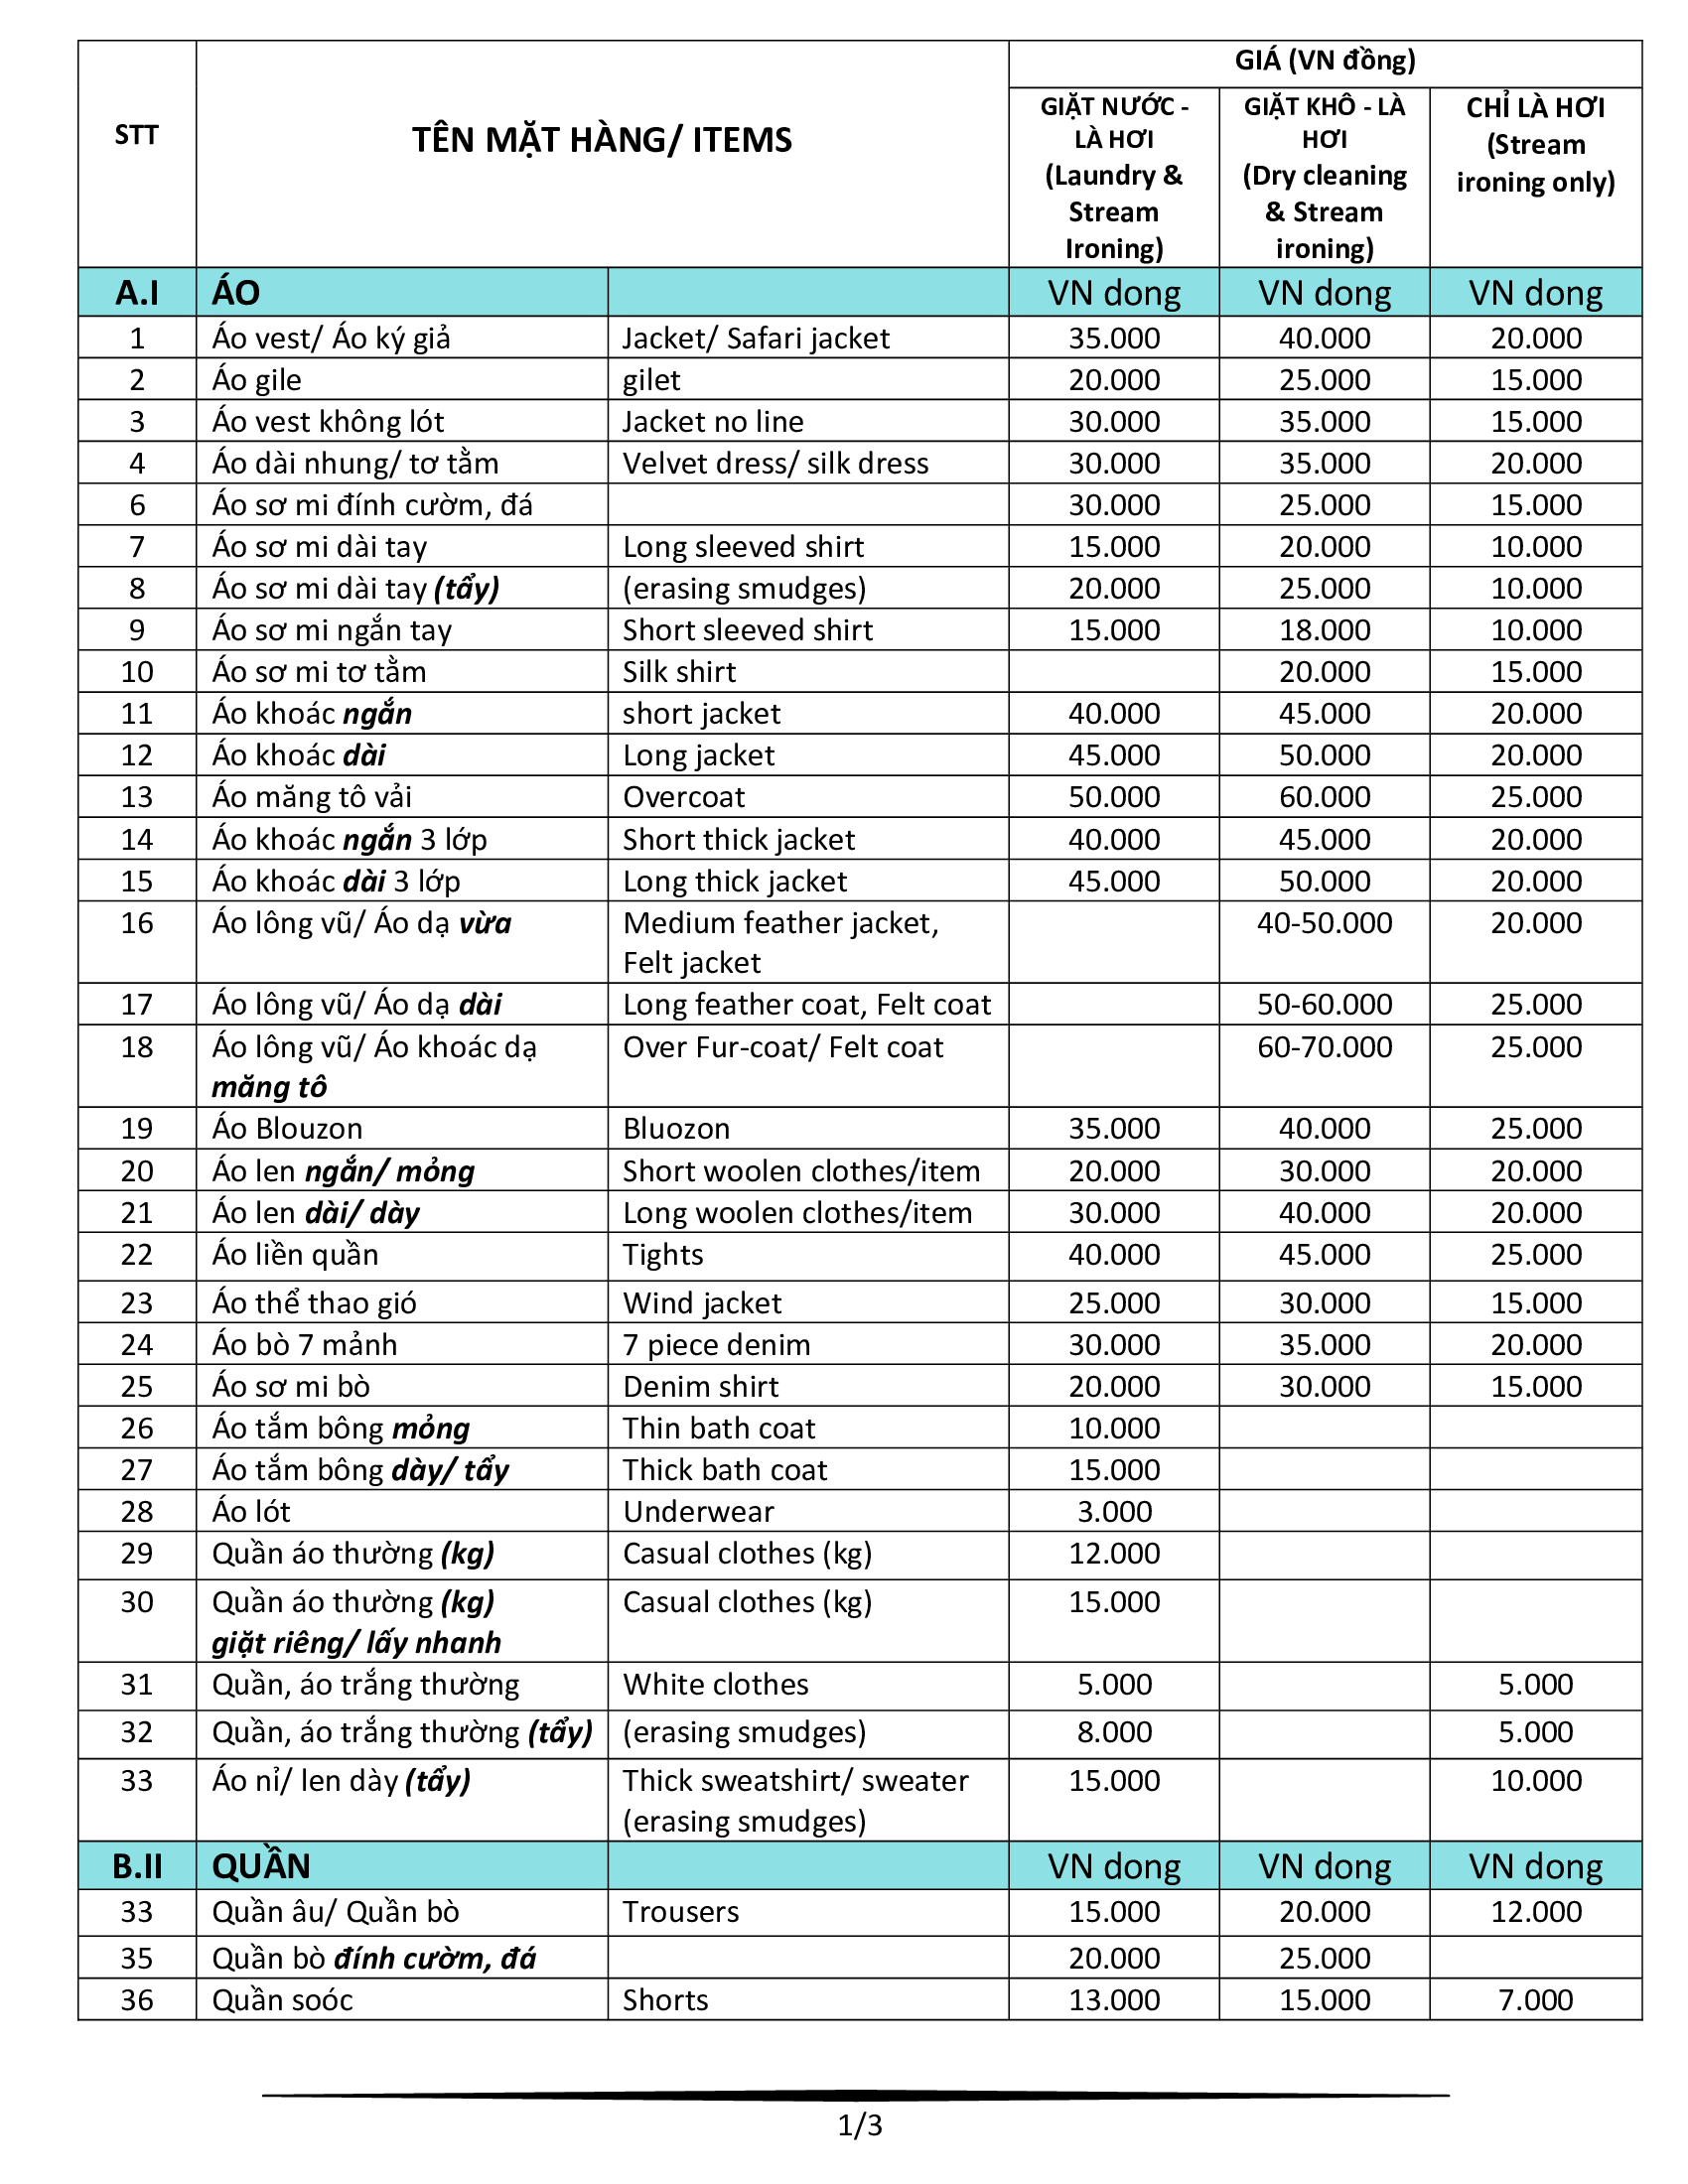 STT
TÊN MẶT HÀNG/ ITEMS
GIÁ (VN đồng)
GIẶT NƯỚC -
LÀ HƠI
(Laundry &
Stream
Ironing)
GIẶT KHÔ - LÀ
HƠI
(Dry cleaning
& Stream
ironing)
CHỈ LÀ HƠI
(Stream
ironing only)
A.I ÁO VN dong VN dong VN dong
1 Áo vest/ Áo ký giả Jacket/ Safari jacket 35.000 40.000 20.000
2 Áo gile gilet 20.000 25.000 15.000
3 Áo vest không lót Jacket no line 30.000 35.000 15.000
4 Áo dài nhung/ tơ tằm Velvet dress/ silk dress 30.000 35.000 20.000
6 Áo sơ mi đính cườm, đá 30.000 25.000 15.000
7 Áo sơ mi dài tay Long sleeved shirt 15.000 20.000 10.000
8 Áo sơ mi dài tay (tẩy) (erasing smudges) 20.000 25.000 10.000
9 Áo sơ mi ngắn tay Short sleeved shirt 15.000 18.000 10.000
10 Áo sơ mi tơ tằm Silk shirt 20.000 15.000
11 Áo khoác ngắn short jacket 40.000 45.000 20.000
12 Áo khoác dài Long jacket 45.000 50.000 20.000
13 Áo măng tô vải Overcoat 50.000 60.000 25.000
14 Áo khoác ngắn 3 lớp Short thick jacket 40.000 45.000 20.000
15 Áo khoác dài 3 lớp Long thick jacket 45.000 50.000 20.000
16 Áo lông vũ/ Áo dạ vừa Medium feather jacket, 40-50.000 20.000
Felt jacket
17 Áo lông vũ/ Áo dạ dài Long feather coat, Felt coat 50-60.000 25.000
18 Áo lông vũ/ Áo khoác dạ Over Fur-coat/ Felt coat 60-70.000 25.000
măng tô
19 Áo Blouzon Bluozon 35.000 40.000 25.000
20 Áo len ngắn/ mỏng Short woolen clothes/item 20.000 30.000 20.000
21 Áo len dài/ dày Long woolen clothes/item 30.000 40.000 20.000
22 Áo liền quần Tights 40.000 45.000 25.000
23 Áo thể thao gió Wind jacket 25.000 30.000 15.000
24 Áo bò 7 mảnh 7 piece denim 30.000 35.000 20.000
25 Áo sơ mi bò Denim shirt 20.000 30.000 15.000
26 Áo tắm bông mỏng Thin bath coat 10.000
27 Áo tắm bông dày/ tẩy Thick bath coat 15.000
28 Áo lót Underwear 3.000
29 Quần áo thường (kg) Casual clothes (kg) 12.000
30 Quần áo thường (kg) Casual clothes (kg) 15.000
giặt riêng/ lấy nhanh
31 Quần, áo trắng thường White clothes 5.000 5.000
32 Quần, áo trắng thường (tẩy) (erasing smudges) 8.000 5.000
33 Áo nỉ/ len dày (tẩy) Thick sweatshirt/ sweater 15.000 10.000
(erasing smudges)
B.II QUẦN VN dong VN dong VN dong
33 Quần âu/ Quần bò Trousers 15.000 20.000 12.000
35 Quần bò đính cườm, đá 20.000 25.000
36 Quần soóc Shorts 13.000 15.000 7.000
1/3